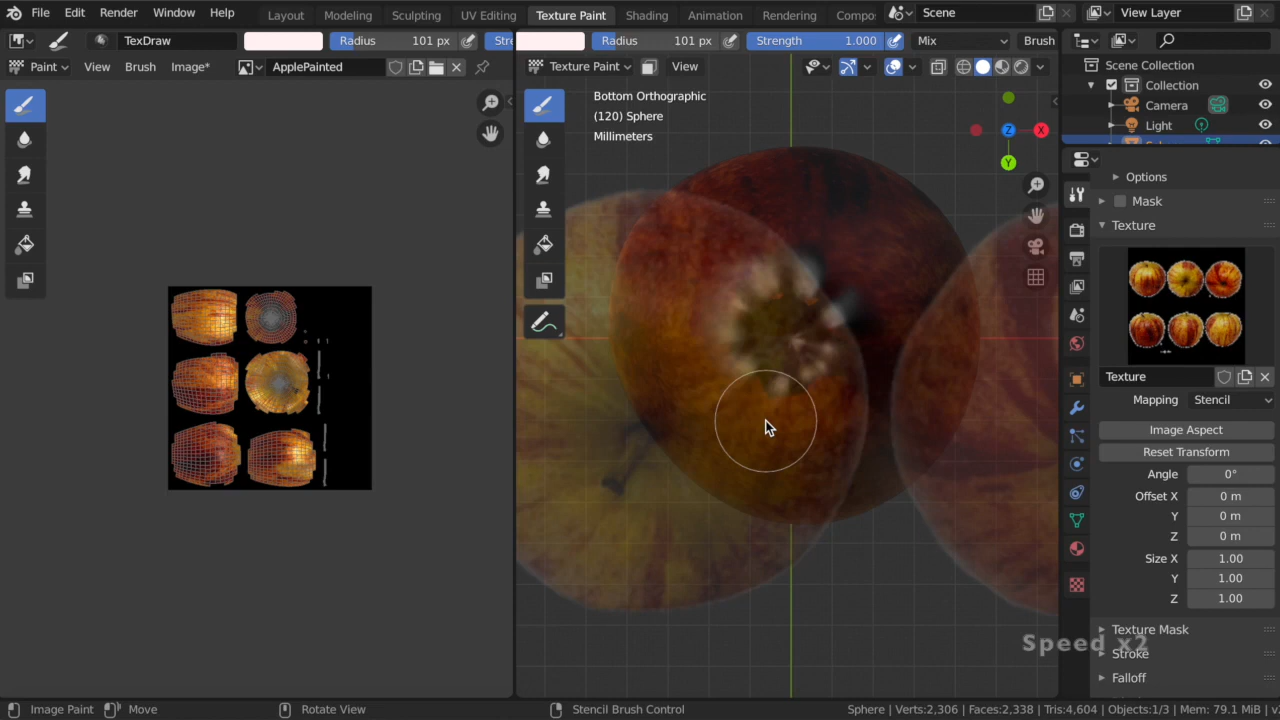 File Edit Render Window Help Layout Modeling Sculpting UV Editing Texture Paint Shading Animation Rendering Compo Scene View Layer
TexDraw Radius 101 px Stre Radius 101 px Strength 1.000 Mix Brush
Paint View Brush Image* ApplePainted Texture Paint View
Scene Collection
Collection
Camera
Light
Bottom Orthographic
(120) Sphere
Millimeters
Z X
Y
Options
Mask
Texture
Texture
Mapping Stencil
Image Aspect
Reset Transform
Angle 0°
Offset X 0 m
Y 0 m
Z 0 m
Size X 1.00
Y 1.00
Z 1.00
Texture Mask
Speed x2
Stroke
Falloff
Image Paint Move Rotate View Stencil Brush Control Sphere | Verts:2,306 | Faces:2,338 | Tris:4,604 | Objects:1/3 | Mem: 79.1 MiB | v